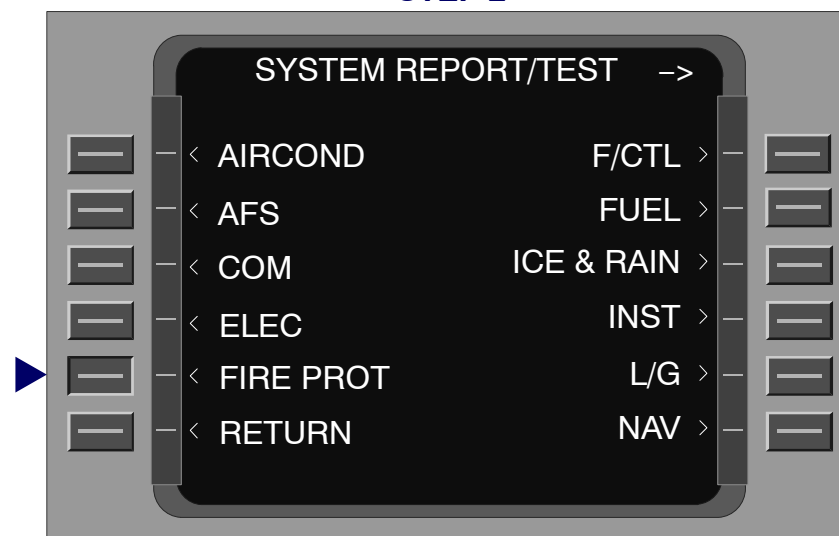 SYSTEM REPORT/TEST –>
< AIRCOND F/CTL >
< AFS FUEL >
< COM ICE & RAIN >
< ELEC INST >
< FIRE PROT L/G >
< RETURN NAV >